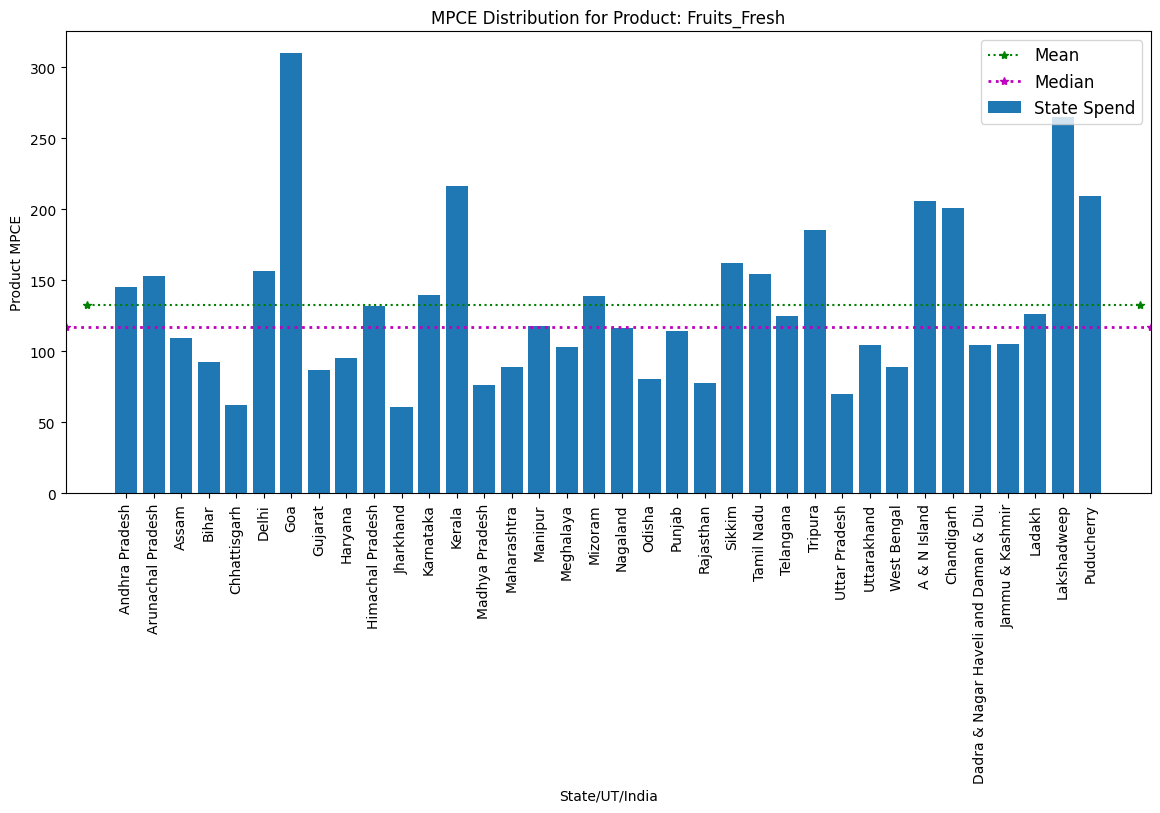 MPCE Distribution for Product: Fruits_Fresh
Mean
Median
State Spend
Product MPCE
300
250
200
150
100
50
0
Andhra Pradesh
Arunachal Pradesh
Assam
Bihar
Chhattisgarh
Delhi
Goa
Gujarat
Haryana
Himachal Pradesh
Jharkhand
Karnataka
Kerala
Madhya Pradesh
Maharashtra
Manipur
Meghalaya
Mizoram
Nagaland
Odisha
Punjab
Rajasthan
Sikkim
Tamil Nadu
Telangana
Tripura
Uttar Pradesh
Uttarakhand
West Bengal
A & N Island
Chandigarh
Dadra & Nagar Haveli and Daman & Diu
Jammu & Kashmir
Ladakh
Lakshadweep
Puducherry
State/UT/India